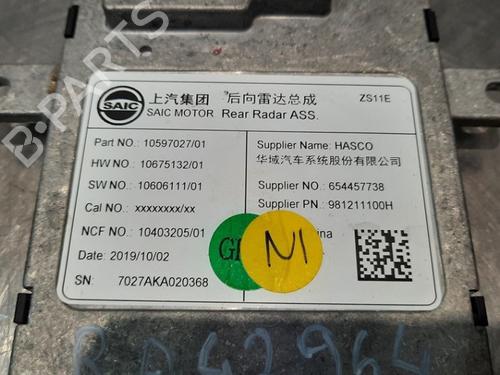 SAIC
上汽集团 后向雷达总成 ZS11E
SAIC MOTOR Rear Radar ASS.
Part NO.: 10597027/01
HW NO.: 10675132/01
SW NO.: 10606111/01
Cal NO.: xxxxxxxx/xx
NCF NO.: 10403205/01
Date: 2019/10/02
SN: 7027AKA020368
Supplier Name: HASCO
华域汽车系统股份有限公司
Supplier NO.: 654457738
Supplier PN.: 981211100H
NI
B-PARTS